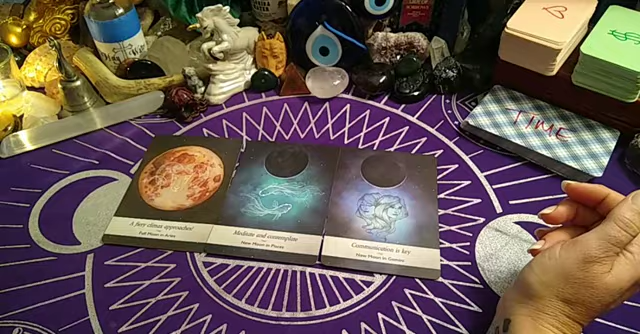 A fiery climax approaches!
Full Moon in Aries
Meditate and contemplate
New Moon in Pisces
Communication is key
New Moon in Gemini
TIME